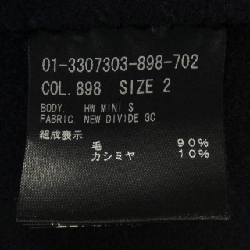 01-3307303-898-702
COL. 898 SIZE 2
BODY. HW MINI S
FABRIC. NEW DIVIDE 3C
組成表示
毛 90%
カシミヤ 10%